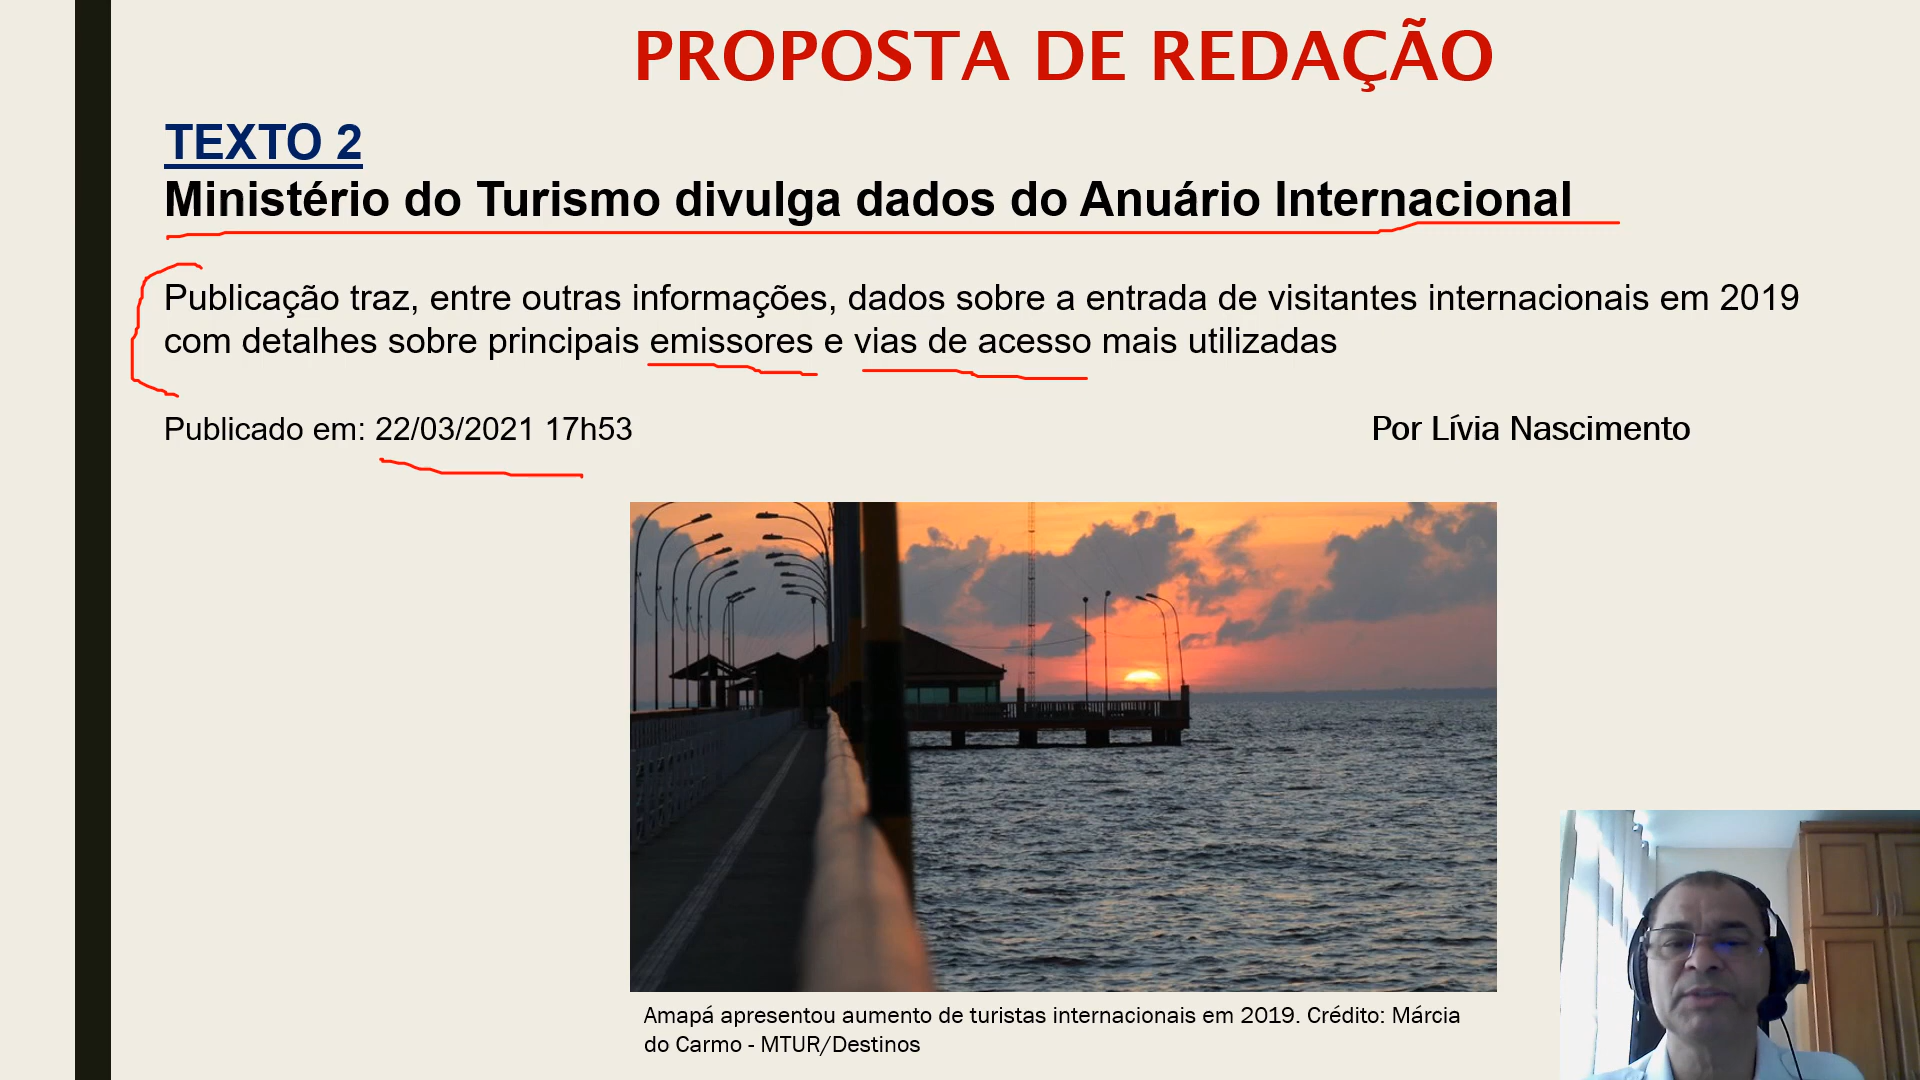 PROPOSTA DE REDAÇÃO
TEXTO 2
Ministério do Turismo divulga dados do Anuário Internacional
Publicação traz, entre outras informações, dados sobre a entrada de visitantes internacionais em 2019
com detalhes sobre principais emissores e vias de acesso mais utilizadas
Publicado em: 22/03/2021 17h53
Por Lívia Nascimento
Amapá apresentou aumento de turistas internacionais em 2019. Crédito: Márcia
do Carmo - MTUR/Destinos